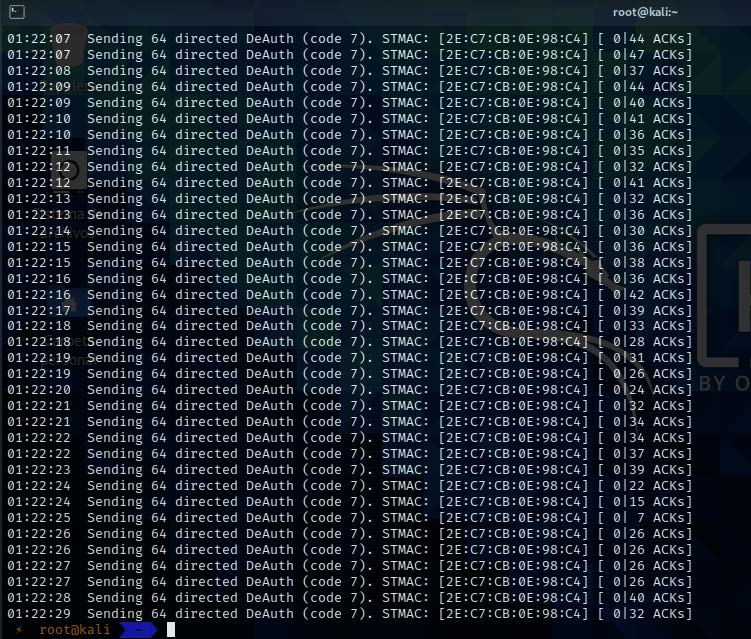 root@kali:~
01:22:07 Sending 64 directed DeAuth (code 7). STMAC: [2E:C7:CB:0E:98:C4] [ 0|44 ACKs]
01:22:07 Sending 64 directed DeAuth (code 7). STMAC: [2E:C7:CB:0E:98:C4] [ 0|47 ACKs]
01:22:08 Sending 64 directed DeAuth (code 7). STMAC: [2E:C7:CB:0E:98:C4] [ 0|37 ACKs]
01:22:09 Sending 64 directed DeAuth (code 7). STMAC: [2E:C7:CB:0E:98:C4] [ 0|44 ACKs]
01:22:09 Sending 64 directed DeAuth (code 7). STMAC: [2E:C7:CB:0E:98:C4] [ 0|40 ACKs]
01:22:10 Sending 64 directed DeAuth (code 7). STMAC: [2E:C7:CB:0E:98:C4] [ 0|41 ACKs]
01:22:10 Sending 64 directed DeAuth (code 7). STMAC: [2E:C7:CB:0E:98:C4] [ 0|36 ACKs]
01:22:11 Sending 64 directed DeAuth (code 7). STMAC: [2E:C7:CB:0E:98:C4] [ 0|35 ACKs]
01:22:12 Sending 64 directed DeAuth (code 7). STMAC: [2E:C7:CB:0E:98:C4] [ 0|32 ACKs]
01:22:12 Sending 64 directed DeAuth (code 7). STMAC: [2E:C7:CB:0E:98:C4] [ 0|41 ACKs]
01:22:13 Sending 64 directed DeAuth (code 7). STMAC: [2E:C7:CB:0E:98:C4] [ 0|32 ACKs]
01:22:13 Sending 64 directed DeAuth (code 7). STMAC: [2E:C7:CB:0E:98:C4] [ 0|36 ACKs]
01:22:14 Sending 64 directed DeAuth (code 7). STMAC: [2E:C7:CB:0E:98:C4] [ 0|30 ACKs]
01:22:15 Sending 64 directed DeAuth (code 7). STMAC: [2E:C7:CB:0E:98:C4] [ 0|36 ACKs]
01:22:15 Sending 64 directed DeAuth (code 7). STMAC: [2E:C7:CB:0E:98:C4] [ 0|38 ACKs]
01:22:16 Sending 64 directed DeAuth (code 7). STMAC: [2E:C7:CB:0E:98:C4] [ 0|36 ACKs]
01:22:16 Sending 64 directed DeAuth (code 7). STMAC: [2E:C7:CB:0E:98:C4] [ 0|42 ACKs]
01:22:17 Sending 64 directed DeAuth (code 7). STMAC: [2E:C7:CB:0E:98:C4] [ 0|39 ACKs]
01:22:18 Sending 64 directed DeAuth (code 7). STMAC: [2E:C7:CB:0E:98:C4] [ 0|33 ACKs]
01:22:18 Sending 64 directed DeAuth (code 7). STMAC: [2E:C7:CB:0E:98:C4] [ 0|28 ACKs]
01:22:19 Sending 64 directed DeAuth (code 7). STMAC: [2E:C7:CB:0E:98:C4] [ 0|31 ACKs]
01:22:19 Sending 64 directed DeAuth (code 7). STMAC: [2E:C7:CB:0E:98:C4] [ 0|25 ACKs]
01:22:20 Sending 64 directed DeAuth (code 7). STMAC: [2E:C7:CB:0E:98:C4] [ 0|24 ACKs]
01:22:21 Sending 64 directed DeAuth (code 7). STMAC: [2E:C7:CB:0E:98:C4] [ 0|32 ACKs]
01:22:21 Sending 64 directed DeAuth (code 7). STMAC: [2E:C7:CB:0E:98:C4] [ 0|34 ACKs]
01:22:22 Sending 64 directed DeAuth (code 7). STMAC: [2E:C7:CB:0E:98:C4] [ 0|34 ACKs]
01:22:22 Sending 64 directed DeAuth (code 7). STMAC: [2E:C7:CB:0E:98:C4] [ 0|37 ACKs]
01:22:23 Sending 64 directed DeAuth (code 7). STMAC: [2E:C7:CB:0E:98:C4] [ 0|39 ACKs]
01:22:24 Sending 64 directed DeAuth (code 7). STMAC: [2E:C7:CB:0E:98:C4] [ 0|22 ACKs]
01:22:24 Sending 64 directed DeAuth (code 7). STMAC: [2E:C7:CB:0E:98:C4] [ 0|15 ACKs]
01:22:25 Sending 64 directed DeAuth (code 7). STMAC: [2E:C7:CB:0E:98:C4] [ 0| 7 ACKs]
01:22:26 Sending 64 directed DeAuth (code 7). STMAC: [2E:C7:CB:0E:98:C4] [ 0|26 ACKs]
01:22:26 Sending 64 directed DeAuth (code 7). STMAC: [2E:C7:CB:0E:98:C4] [ 0|26 ACKs]
01:22:27 Sending 64 directed DeAuth (code 7). STMAC: [2E:C7:CB:0E:98:C4] [ 0|26 ACKs]
01:22:27 Sending 64 directed DeAuth (code 7). STMAC: [2E:C7:CB:0E:98:C4] [ 0|26 ACKs]
01:22:28 Sending 64 directed DeAuth (code 7). STMAC: [2E:C7:CB:0E:98:C4] [ 0|40 ACKs]
01:22:29 Sending 64 directed DeAuth (code 7). STMAC: [2E:C7:CB:0E:98:C4] [ 0|32 ACKs]
⚡ root@kali ~
BY O